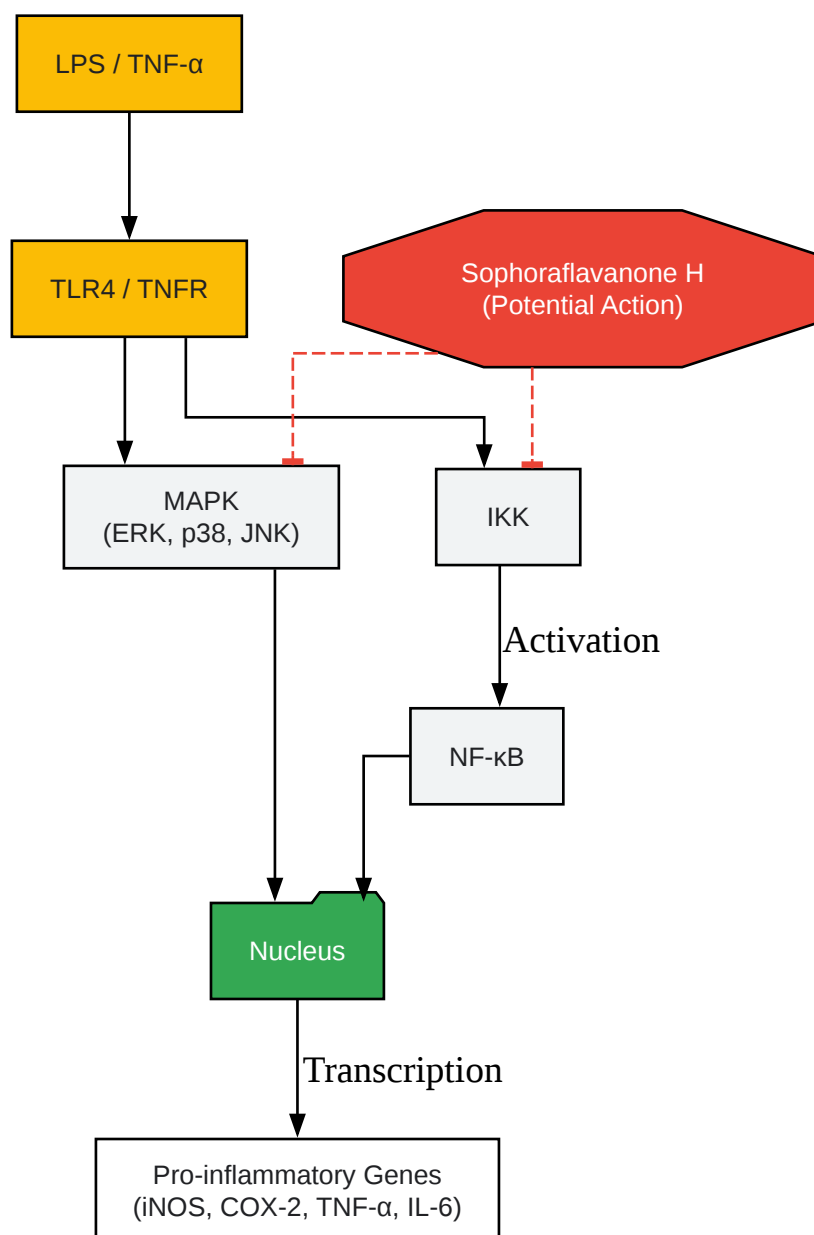 LPS / TNF-α
TLR4 / TNFR
Sophoraflavanone H
(Potential Action)
MAPK
(ERK, p38, JNK)
IKK
Activation
NF-κB
Nucleus
Transcription
Pro-inflammatory Genes
(iNOS, COX-2, TNF-α, IL-6)